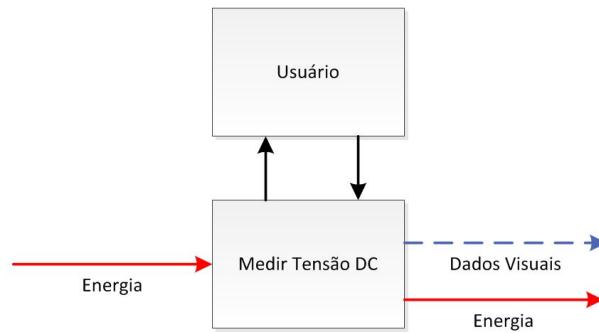 Usuário
Medir Tensão DC
Energia
Dados Visuais
Energia